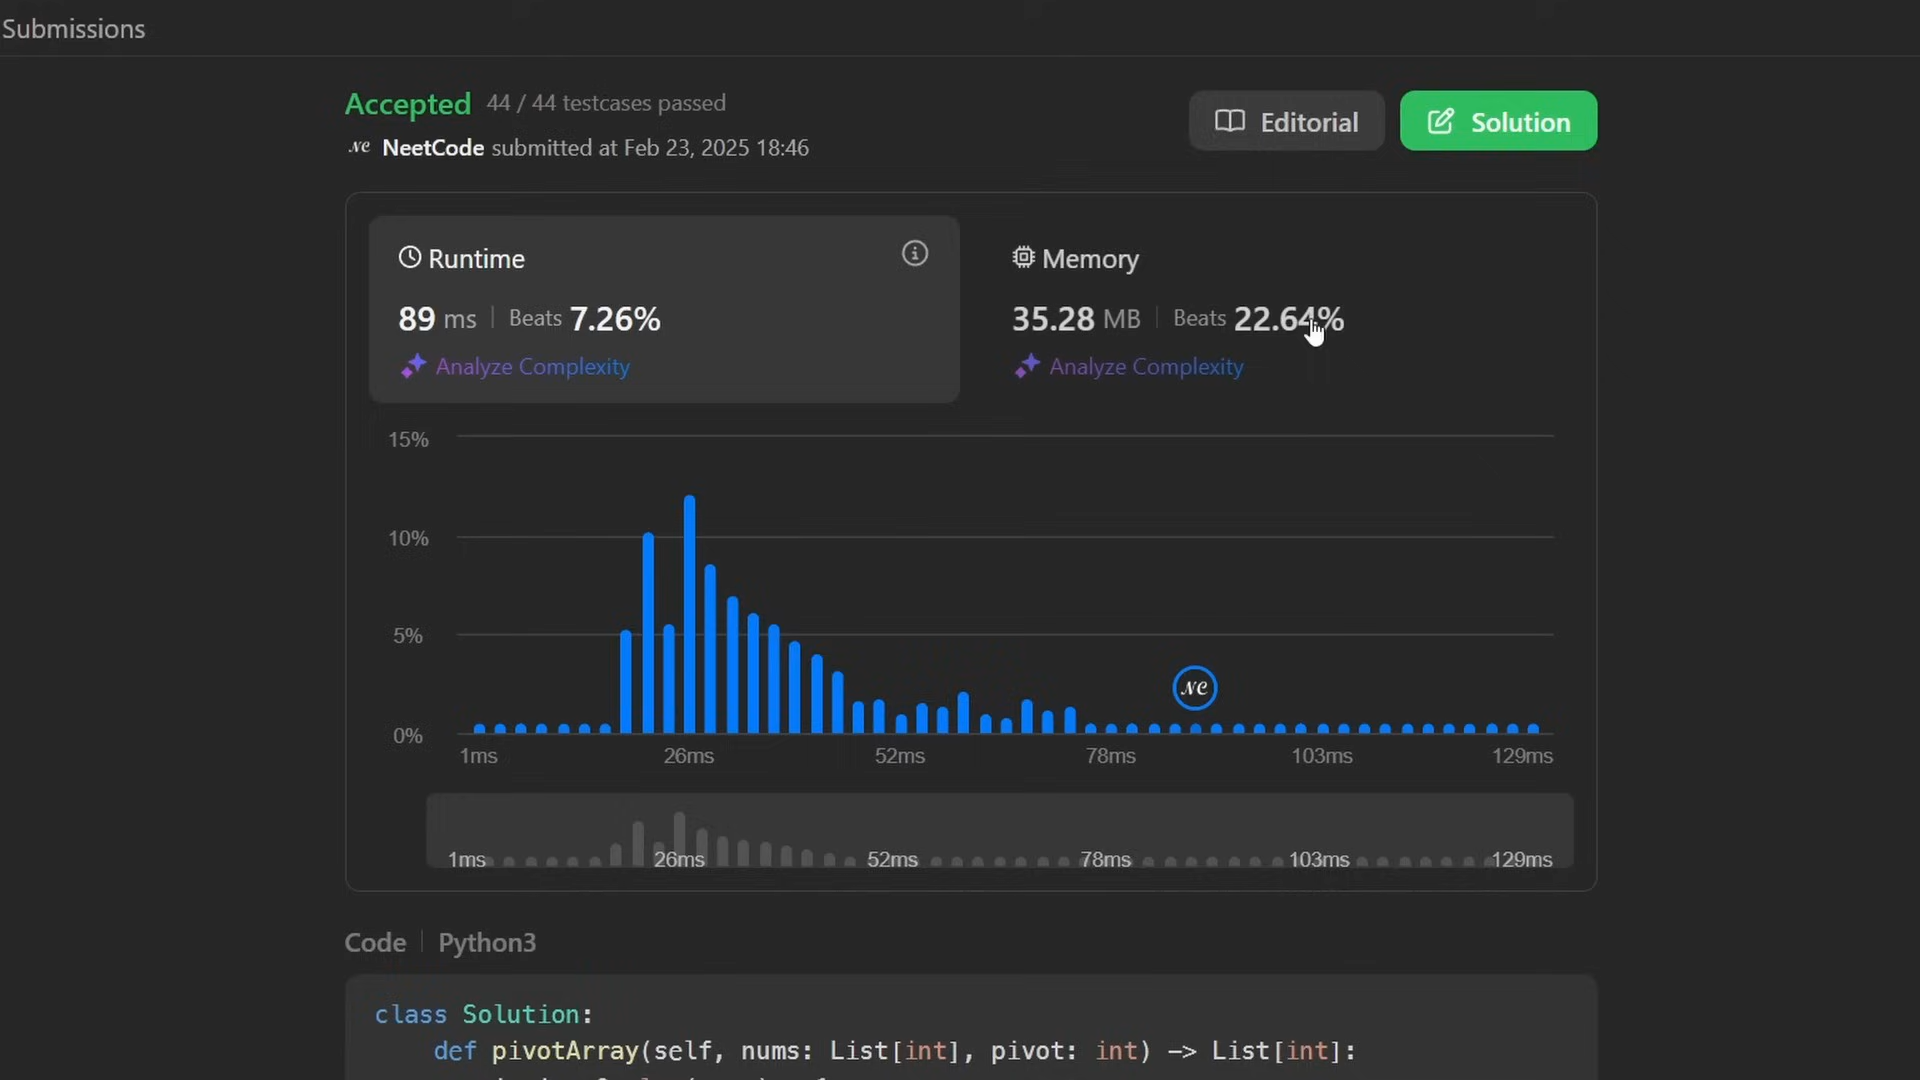 Submissions
Accepted 44 / 44 testcases passed
NC NeetCode submitted at Feb 23, 2025 18:46
Editorial
Solution
Runtime
89 ms | Beats 7.26%
Analyze Complexity
Memory
35.28 MB | Beats 22.64%
Analyze Complexity
15%
10%
5%
0%
NC
1ms 26ms 52ms 78ms 103ms 129ms
1ms 26ms 52ms 78ms 103ms 129ms
Code | Python3
class Solution:
def pivotArray(self, nums: List[int], pivot: int) -> List[int]: